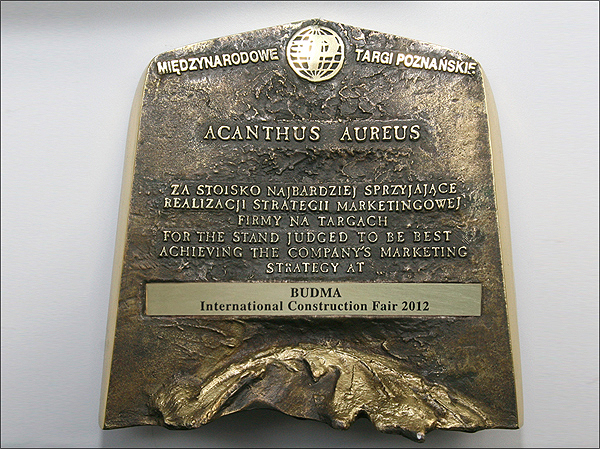 MIĘDZYNARODOWE TARGI POZNAŃSKIE
ACANTHUS AUREUS
ZA STOISKO NAJBARDZIEJ SPRZYJAJĄCE
REALIZACJI STRATEGII MARKETINGOWEJ
FIRMY NA TARGACH
FOR THE STAND JUDGED TO BE BEST
ACHIEVING THE COMPANY'S MARKETING
STRATEGY AT
BUDMA
International Construction Fair 2012